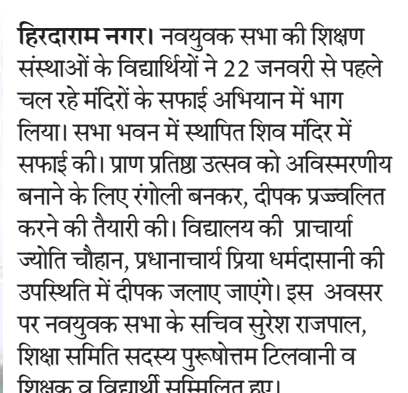 हिरदाराम नगर। नवयुवक सभा की शिक्षण
संस्थाओं के विद्यार्थियों ने 22 जनवरी से पहले
चल रहे मंदिरों के सफाई अभियान में भाग
लिया। सभा भवन में स्थापित शिव मंदिर में
सफाई की। प्राण प्रतिष्ठा उत्सव को अविस्मरणीय
बनाने के लिए रंगोली बनकर, दीपक प्रज्ज्वलित
करने की तैयारी की। विद्यालय की प्राचार्या
ज्योति चौहान, प्रधानाचार्य प्रिया धर्मदासानी की
उपस्थिति में दीपक जलाए जाएंगे। इस अवसर
पर नवयुवक सभा के सचिव सुरेश राजपाल,
शिक्षा समिति सदस्य पुरूषोत्तम टिलवानी व
शिक्षक व विद्यार्थी सम्मिलित हुए।